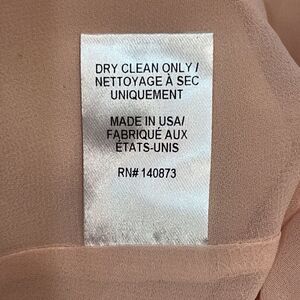 DRY CLEAN ONLY /
NETTOYAGE À SEC
UNIQUEMENT
MADE IN USA/
FABRIQUÉ AUX
ÉTATS-UNIS
RN# 140873